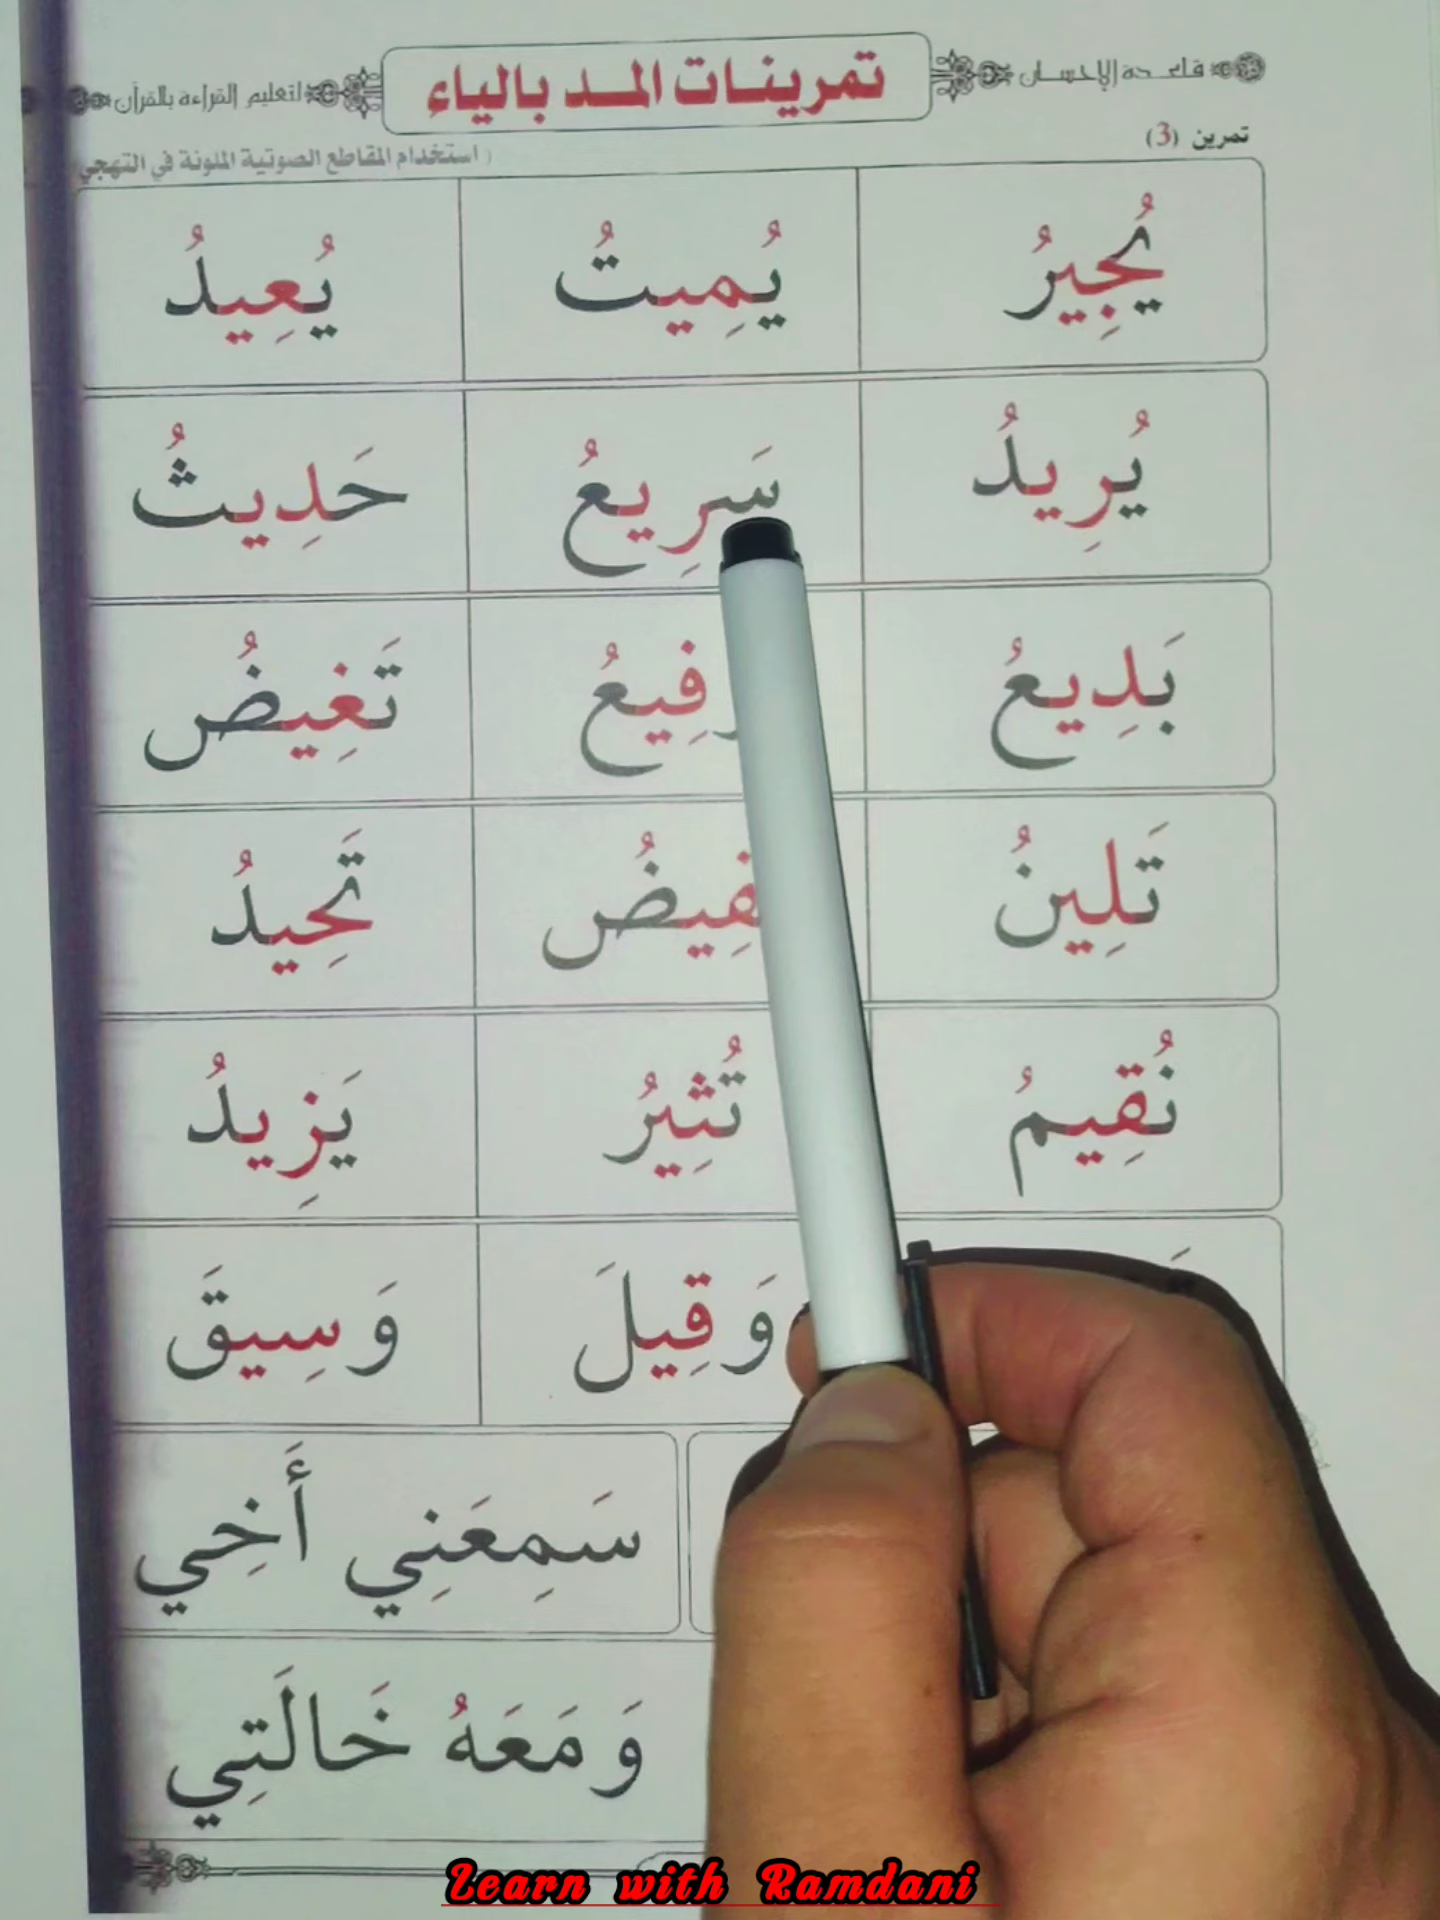 قاعدة الإحسان تمرينات المد بالياء لتعليم القراءة بالقرآن
تمرين (3)
( استخدام المقاطع الصوتية الملونة في التهجي
يُجِيرُ يُمِيتُ يُعِيدُ
يُرِيدُ سَرِيعُ حَدِيثُ
بَدِيعُ تَغِيضُ
تَلِينُ تَحِيدُ
نُقِيمُ تُثِيرُ يَزِيدُ
وَقِيلَ وَسِيقَ
سَمِعَنِي أَخِي
وَمَعَهُ خَالَتِي
Learn with Ramdani